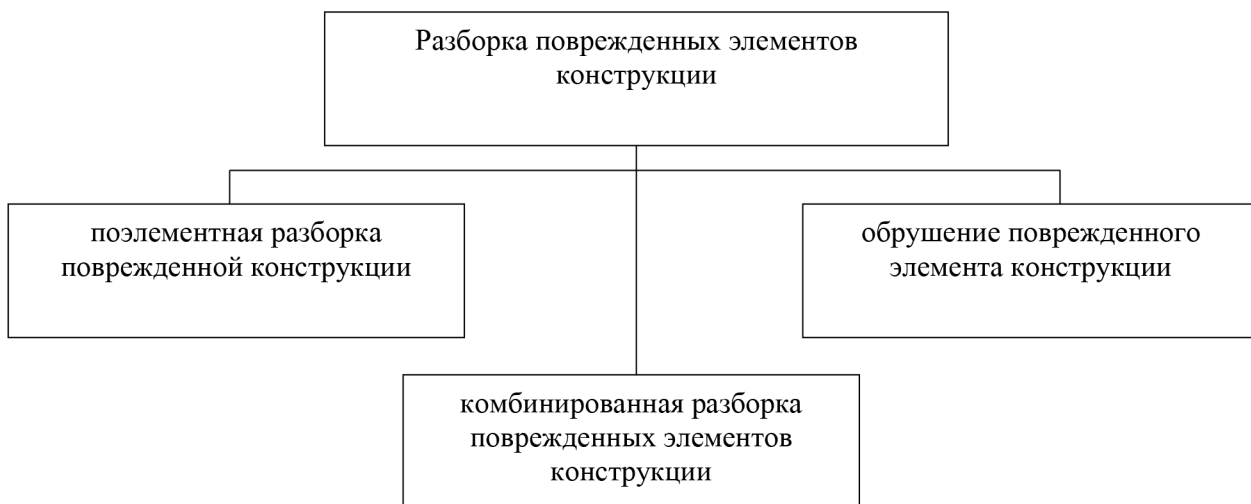 Разборка поврежденных элементов
конструкции
поэлементная разборка
поврежденной конструкции
обрушение поврежденного
элемента конструкции
комбинированная разборка
поврежденных элементов
конструкции